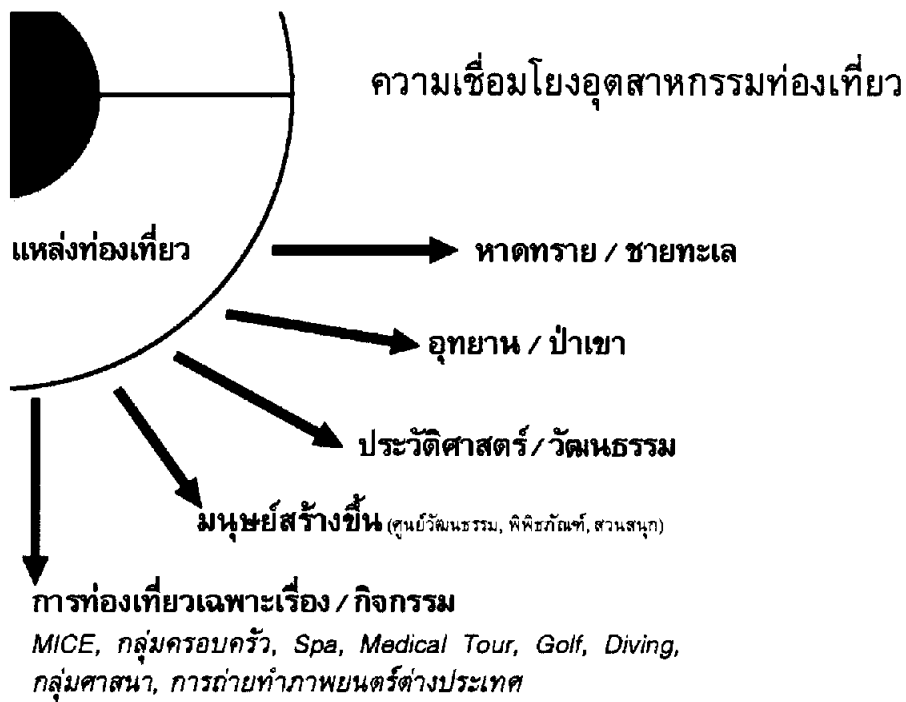 ความเชื่อมโยงอุตสาหกรรมท่องเที่ยว
แหล่งท่องเที่ยว
หาดทราย / ชายทะเล
อุทยาน / ป่าเขา
ประวัติศาสตร์ / วัฒนธรรม
มนุษย์สร้างขึ้น (ศูนย์วัฒนธรรม, พิพิธภัณฑ์, สวนสนุก)
การท่องเที่ยวเฉพาะเรื่อง / กิจกรรม
MICE, กลุ่มครอบครัว, Spa, Medical Tour, Golf, Diving,
กลุ่มศาสนา, การถ่ายทำภาพยนตร์ต่างประเทศ